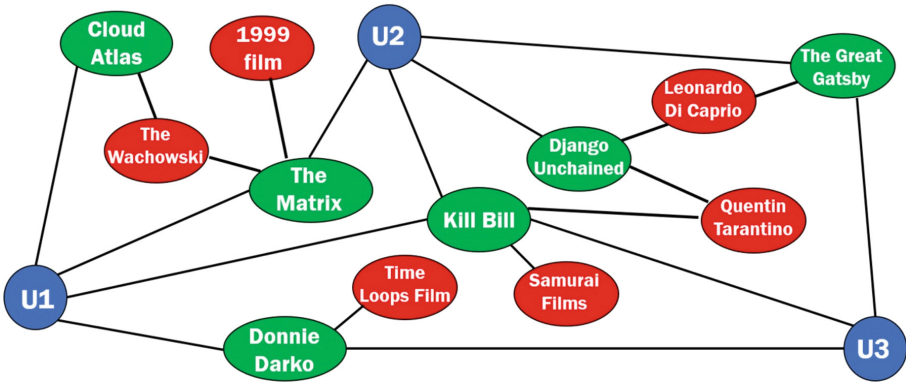 Cloud
Atlas
1999
film
U2
The Great
Gatsby
Leonardo
Di Caprio
The
Wachowski
Django
Unchained
The
Matrix
Kill Bill
Quentin
Tarantino
U1
Time
Loops Film
Samurai
Films
Donnie
Darko
U3